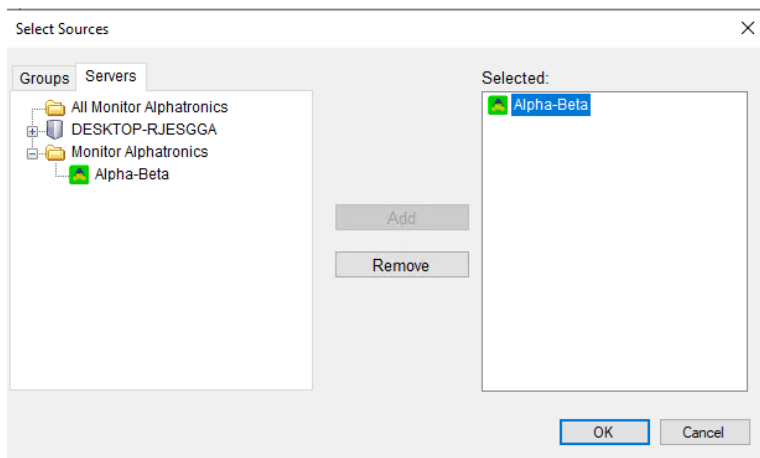 Select Sources
Groups Servers
All Monitor Alphatronics
DESKTOP-RJESGGA
Monitor Alphatronics
Alpha-Beta
Add
Remove
Selected:
Alpha-Beta
OK Cancel